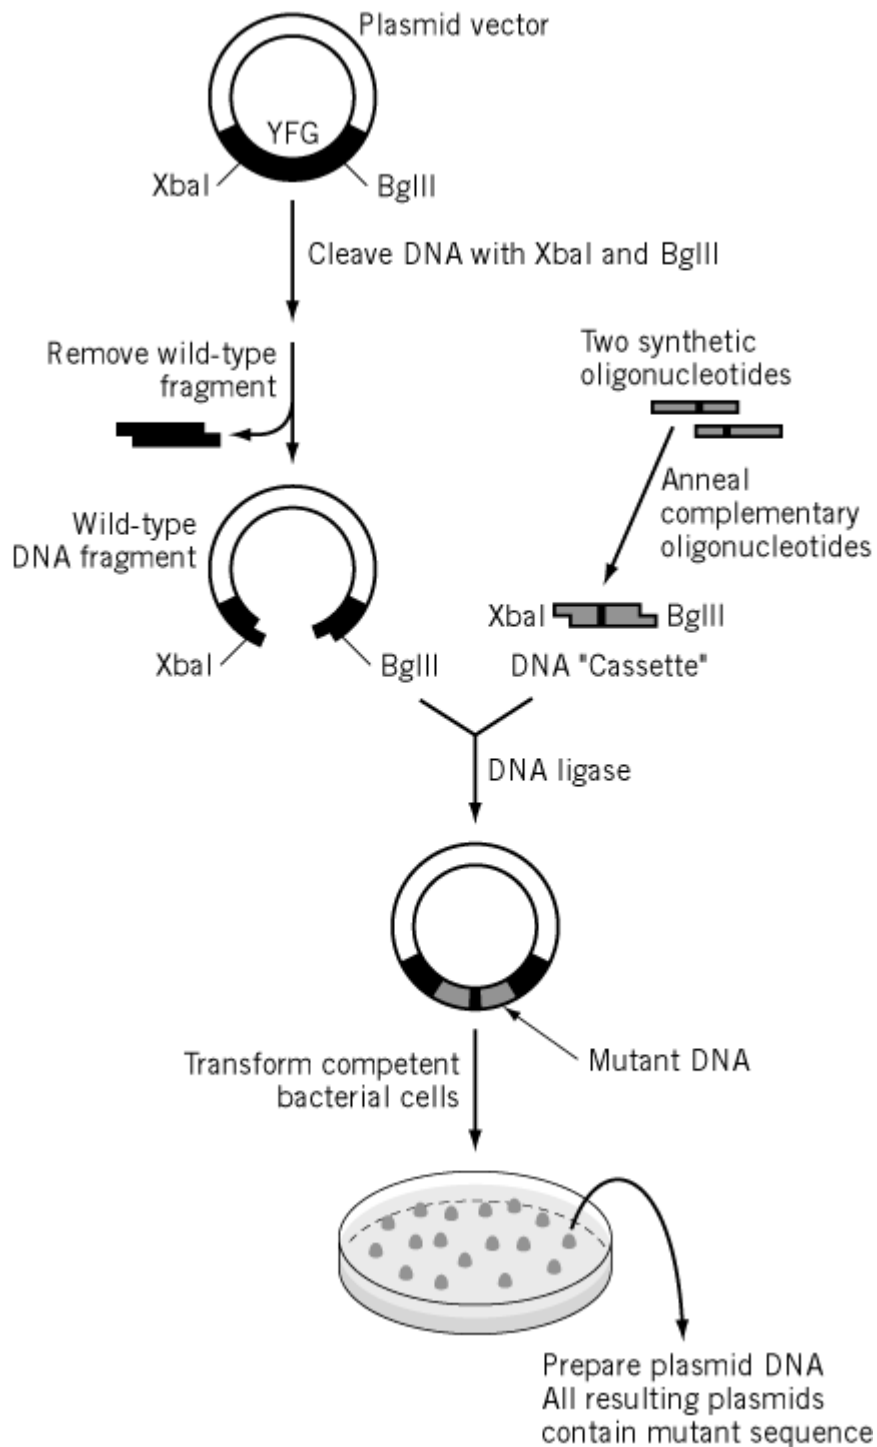 Plasmid vector
YFG
XbaI
BglII
Cleave DNA with XbaI and BglII
Remove wild-type
fragment
Two synthetic
oligonucleotides
Anneal
complementary
oligonucleotides
Wild-type
DNA fragment
XbaI
BglII
XbaI
BglII
DNA "Cassette"
DNA ligase
Mutant DNA
Transform competent
bacterial cells
Prepare plasmid DNA
All resulting plasmids
contain mutant sequence